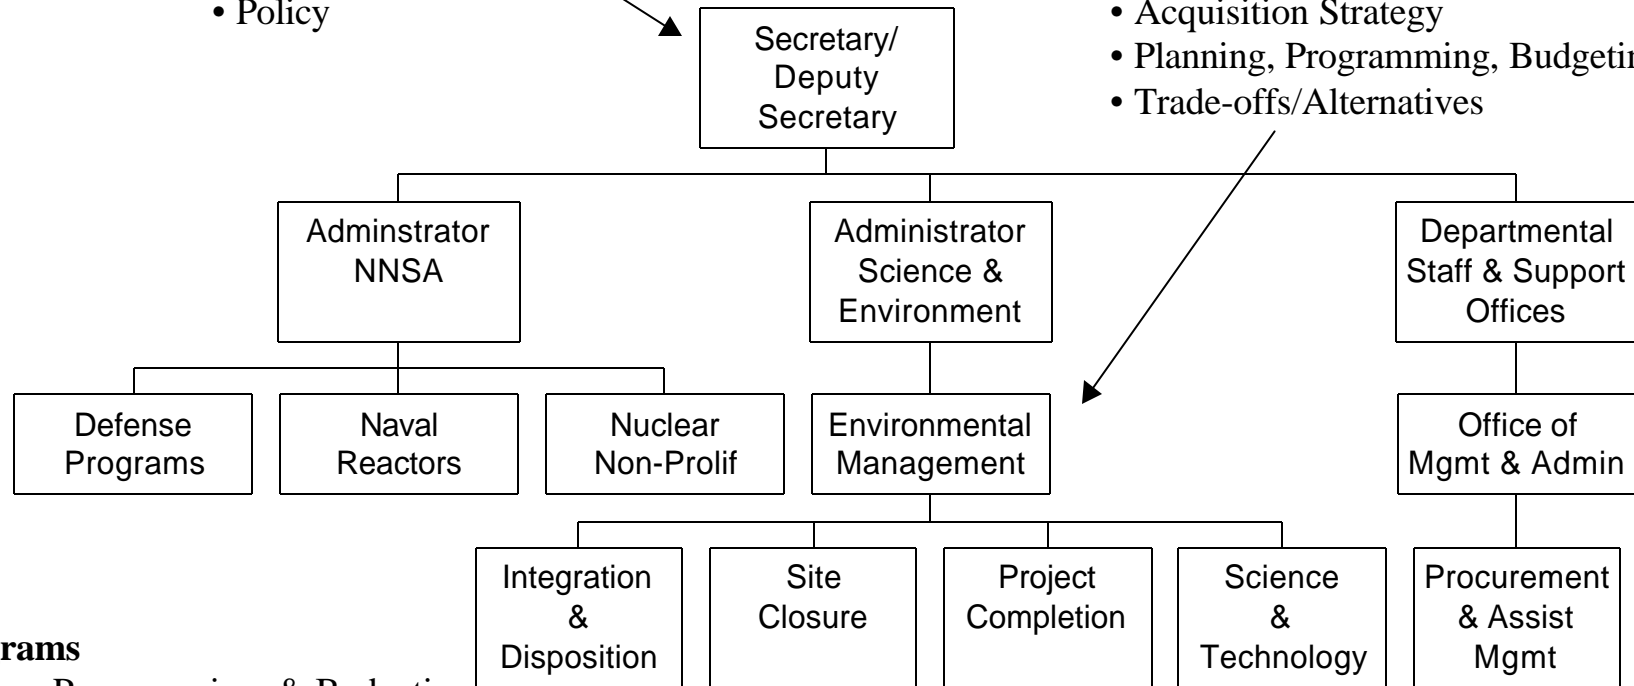 • Policy
• Acquisition Strategy
• Planning, Programming, Budgetin
• Trade-offs/Alternatives
Secretary/
Deputy
Secretary
Adminstrator
NNSA
Administrator
Science &
Environment
Departmental
Staff & Support
Offices
Defense
Programs
Naval
Reactors
Nuclear
Non-Prolif
Environmental
Management
Office of
Mgmt & Admin
Integration
&
Disposition
Site
Closure
Project
Completion
Science
&
Technology
Procurement
& Assist
Mgmt
rams